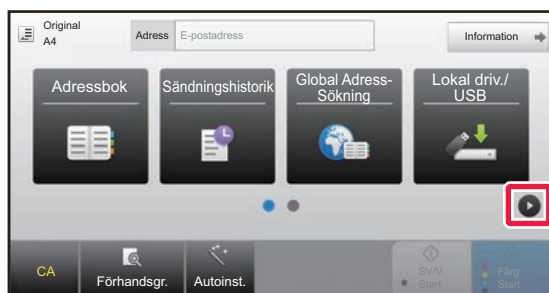 Original
A4
Adress
E-postadress
Information
Adressbok
Sändningshistorik
Global Adress-
Sökning
Lokal driv./
USB
CA
Förhandsgr.
Autoinst.
SV/V
Start
Färg
Start